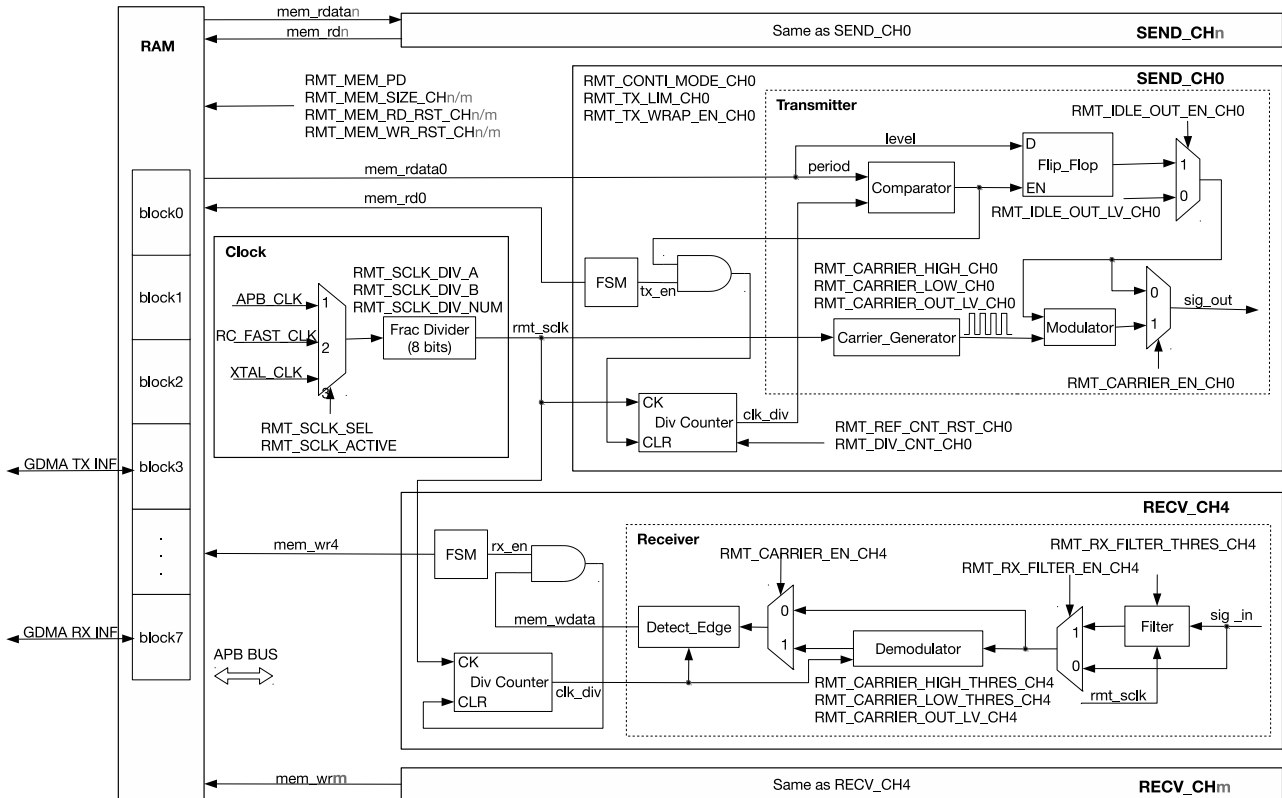 mem_rdatan
mem_rdn
RAM
Same as SEND_CH0
SEND_CHn
RMT_MEM_PD
RMT_MEM_SIZE_CHn/m
RMT_MEM_RD_RST_CHn/m
RMT_MEM_WR_RST_CHn/m
RMT_CONTI_MODE_CH0
RMT_TX_LIM_CH0
RMT_TX_WRAP_EN_CH0
SEND_CH0
Transmitter
RMT_IDLE_OUT_EN_CH0
level
period
D
Flip_Flop
EN
1
0
Comparator
RMT_IDLE_OUT_LV_CH0
mem_rdata0
mem_rd0
block0
block1
block2
block3
.
.
.
block7
Clock
RMT_SCLK_DIV_A
RMT_SCLK_DIV_B
RMT_SCLK_DIV_NUM
APB_CLK
RC_FAST_CLK
XTAL_CLK
1
2
3
Frac Divider
(8 bits)
rmt_sclk
RMT_SCLK_SEL
RMT_SCLK_ACTIVE
FSM
tx_en
RMT_CARRIER_HIGH_CH0
RMT_CARRIER_LOW_CH0
RMT_CARRIER_OUT_LV_CH0
Carrier_Generator
Modulator
0
1
sig_out
RMT_CARRIER_EN_CH0
CK
Div Counter
CLR
clk_div
RMT_REF_CNT_RST_CH0
RMT_DIV_CNT_CH0
GDMA TX INF
GDMA RX INF
APB BUS
RECV_CH4
Receiver
mem_wr4
FSM
rx_en
RMT_CARRIER_EN_CH4
RMT_RX_FILTER_THRES_CH4
RMT_RX_FILTER_EN_CH4
mem_wdata
Detect_Edge
0
1
Demodulator
1
0
Filter
sig_in
rmt_sclk
CK
Div Counter
CLR
clk_div
RMT_CARRIER_HIGH_THRES_CH4
RMT_CARRIER_LOW_THRES_CH4
RMT_CARRIER_OUT_LV_CH4
mem_wrm
Same as RECV_CH4
RECV_CHm